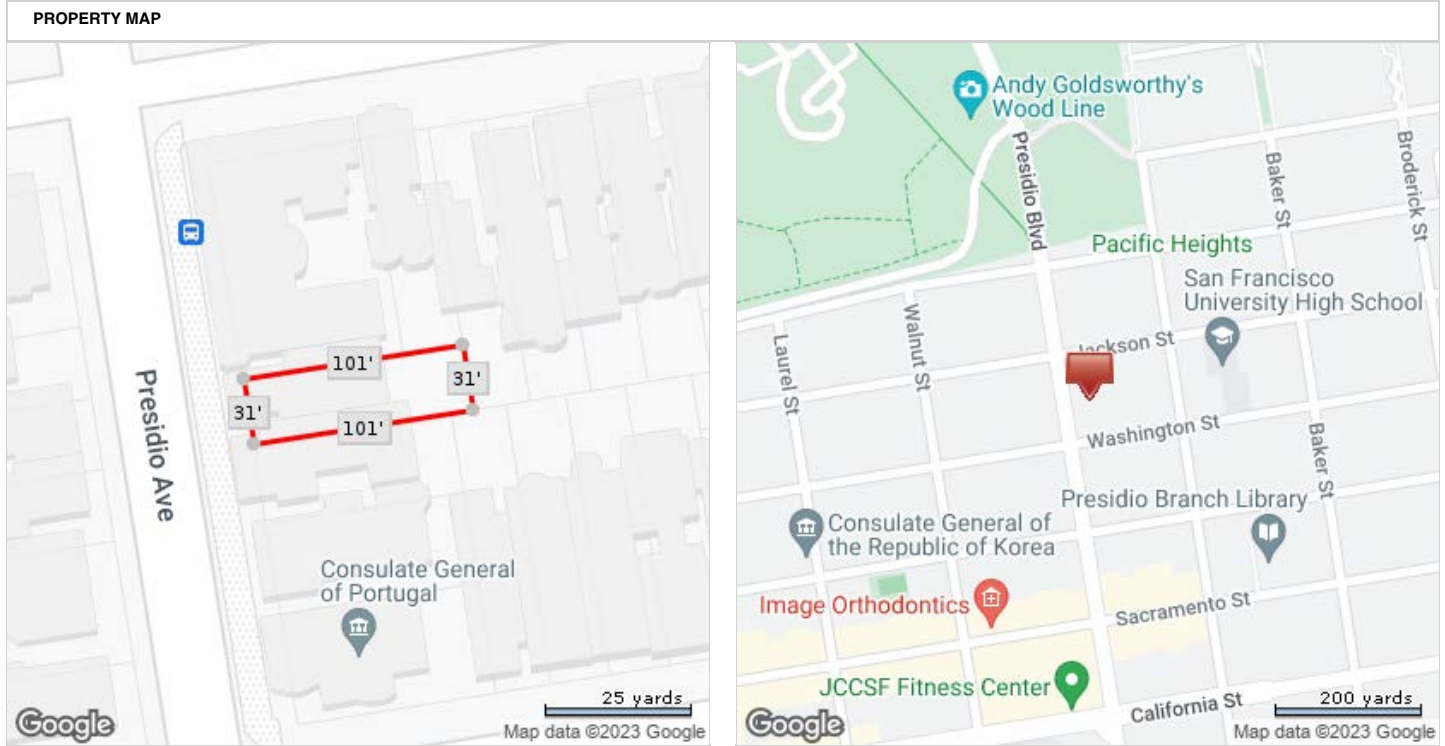 PROPERTY MAP
101'
31'
31'
101'
Presidio Ave
Consulate General
of Portugal
25 yards
Google
Map data ©2023 Google
Andy Goldsworthy's
Wood Line
Presidio Blvd
Baker St
Broderick St
Pacific Heights
San Francisco
University High School
Laurel St
Walnut St
Jackson St
Washington St
Baker St
Presidio Branch Library
Consulate General of
the Republic of Korea
Image Orthodontics
Sacramento St
JCCSF Fitness Center
California St
200 yards
Google
Map data ©2023 Google